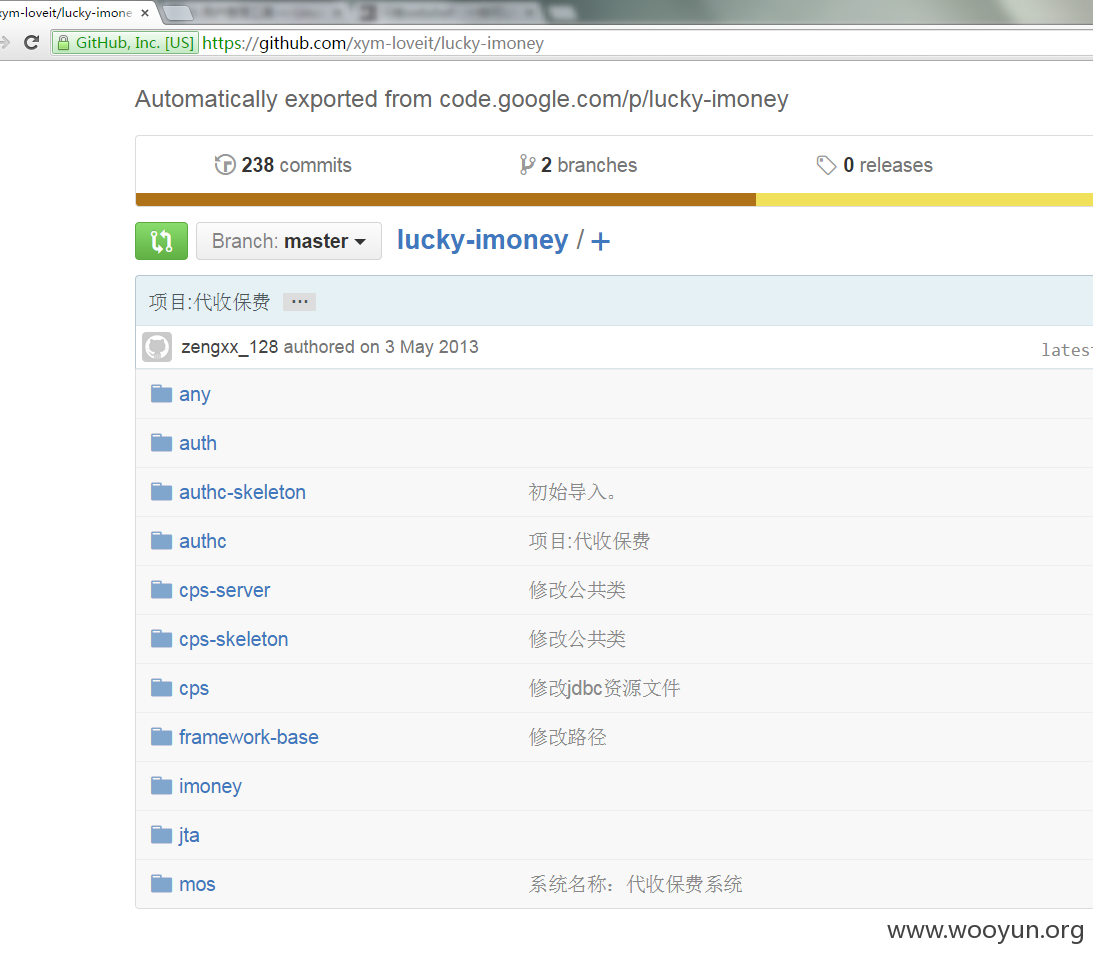 xym-loveit/lucky-imone
GitHub, Inc. [US] https://github.com/xym-loveit/lucky-imoney
Automatically exported from code.google.com/p/lucky-imoney
238 commits 2 branches 0 releases
Branch: master lucky-imoney / +
项目:代收保费 ...
zengxx_128 authored on 3 May 2013 lates
any
auth
authc-skeleton 初始导入。
authc 项目:代收保费
cps-server 修改公共类
cps-skeleton 修改公共类
cps 修改jdbc资源文件
framework-base 修改路径
imoney
jta
mos 系统名称：代收保费系统
www.wooyun.org